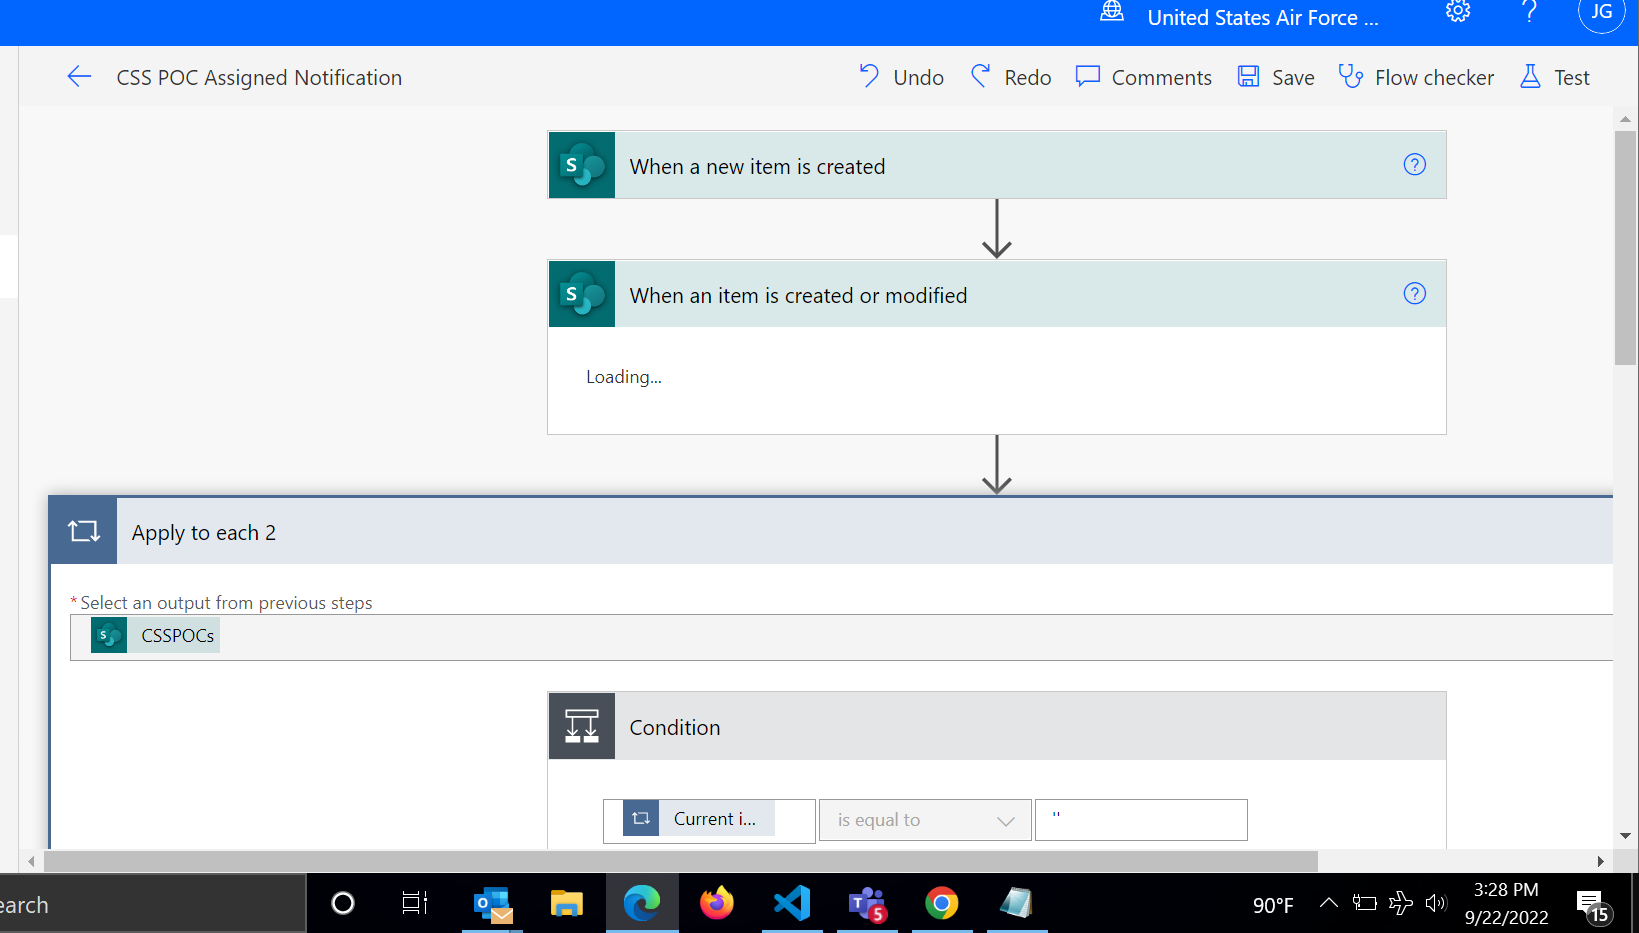 United States Air Force ...
?
JG
CSS POC Assigned Notification
Undo
Redo
Comments
Save
Flow checker
Test
S
When a new item is created
?
S
When an item is created or modified
?
Loading...
Apply to each 2
* Select an output from previous steps
S
CSSPOCs
Condition
Current i...
is equal to
''
earch
O
T
5
90°F
3:28 PM
9/22/2022
15